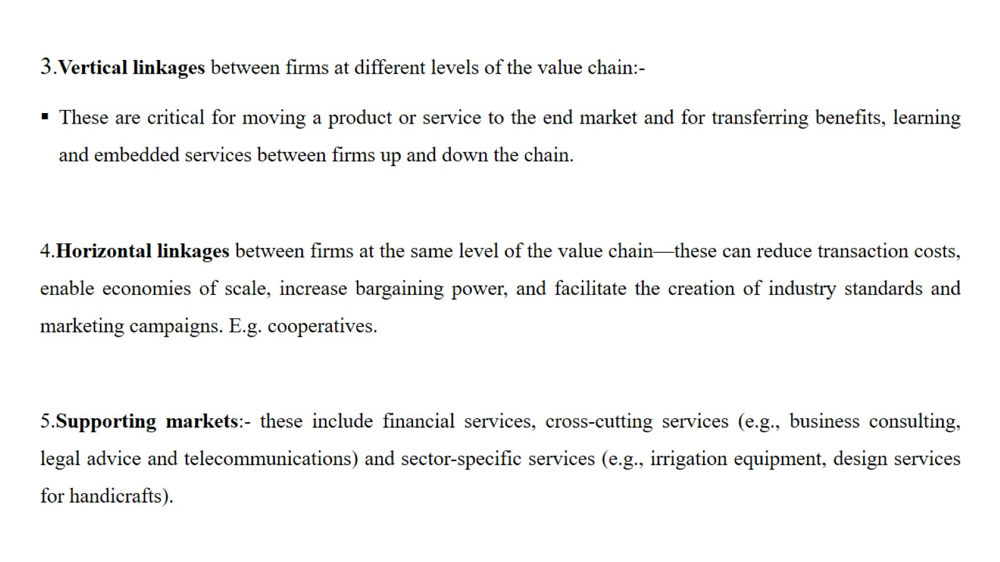 3.Vertical linkages between firms at different levels of the value chain:-
▪ These are critical for moving a product or service to the end market and for transferring benefits, learning
and embedded services between firms up and down the chain.
4.Horizontal linkages between firms at the same level of the value chain—these can reduce transaction costs,
enable economies of scale, increase bargaining power, and facilitate the creation of industry standards and
marketing campaigns. E.g. cooperatives.
5.Supporting markets:- these include financial services, cross-cutting services (e.g., business consulting,
legal advice and telecommunications) and sector-specific services (e.g., irrigation equipment, design services
for handicrafts).